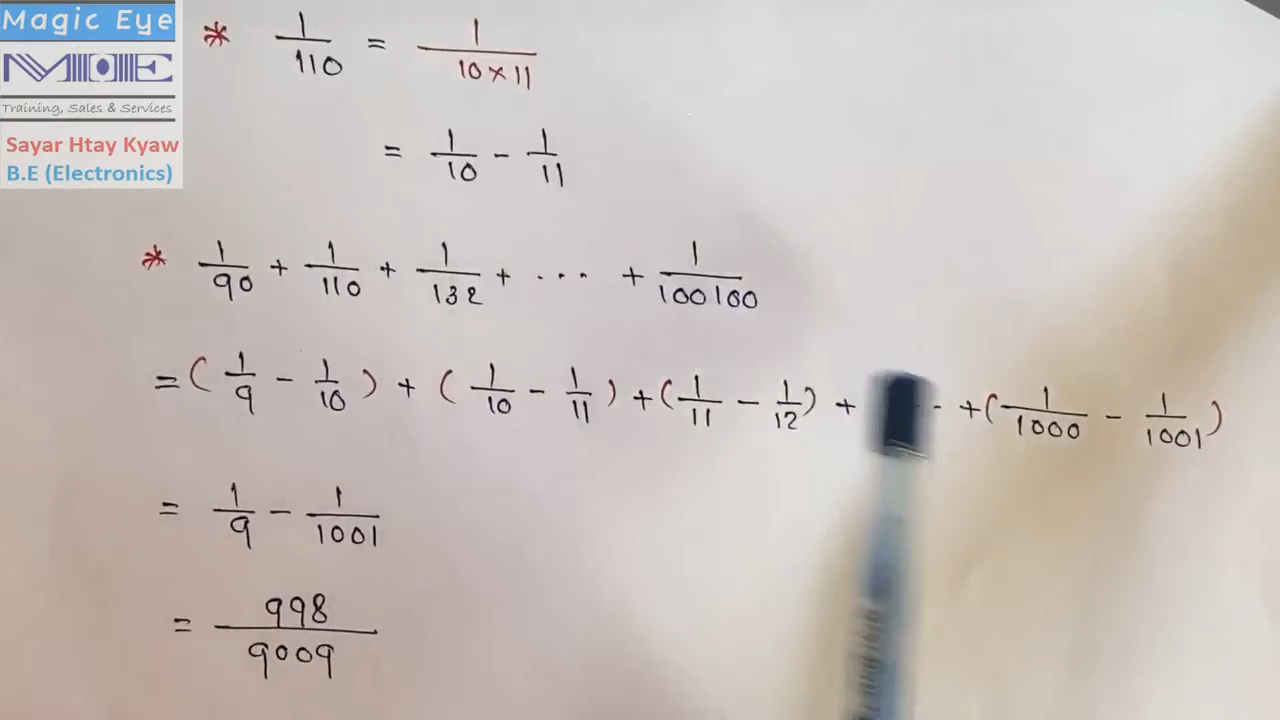 Magic Eye
MOE
Training, Sales & Services
Sayar Htay Kyaw
B.E (Electronics)
* 1/110 = 1/(10 × 11)
= 1/10 - 1/11
* 1/90 + 1/110 + 1/132 + ... + 1/100100
= (1/9 - 1/10) + (1/10 - 1/11) + (1/11 - 1/12) + ... + (1/1000 - 1/1001)
= 1/9 - 1/1001
= 998/9009